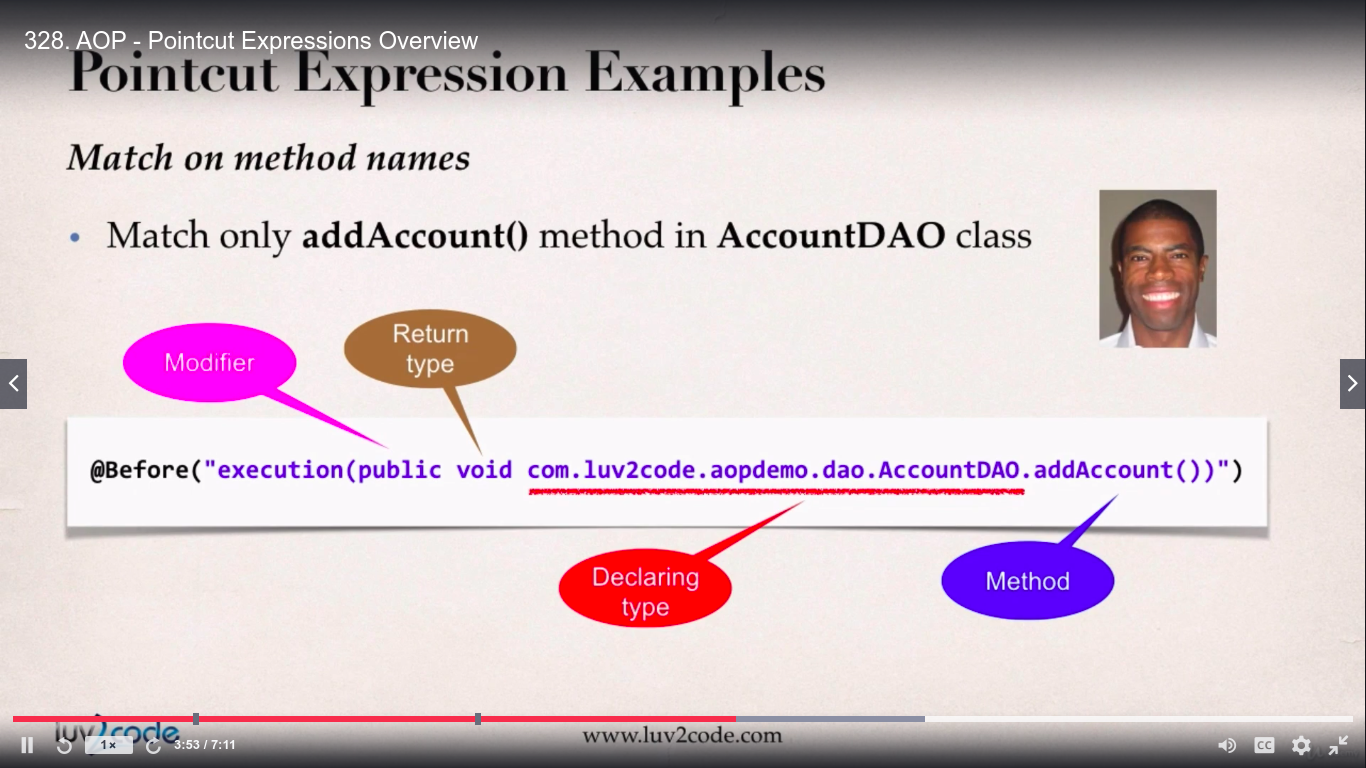 328. AOP - Pointcut Expressions Overview
Pointcut Expression Examples
Match on method names
• Match only addAccount() method in AccountDAO class
Modifier
Return
type
@Before("execution(public void com.luv2code.aopdemo.dao.AccountDAO.addAccount())")
Declaring
type
Method
luv2code
www.luv2code.com
1×
3:53 / 7:11
CC